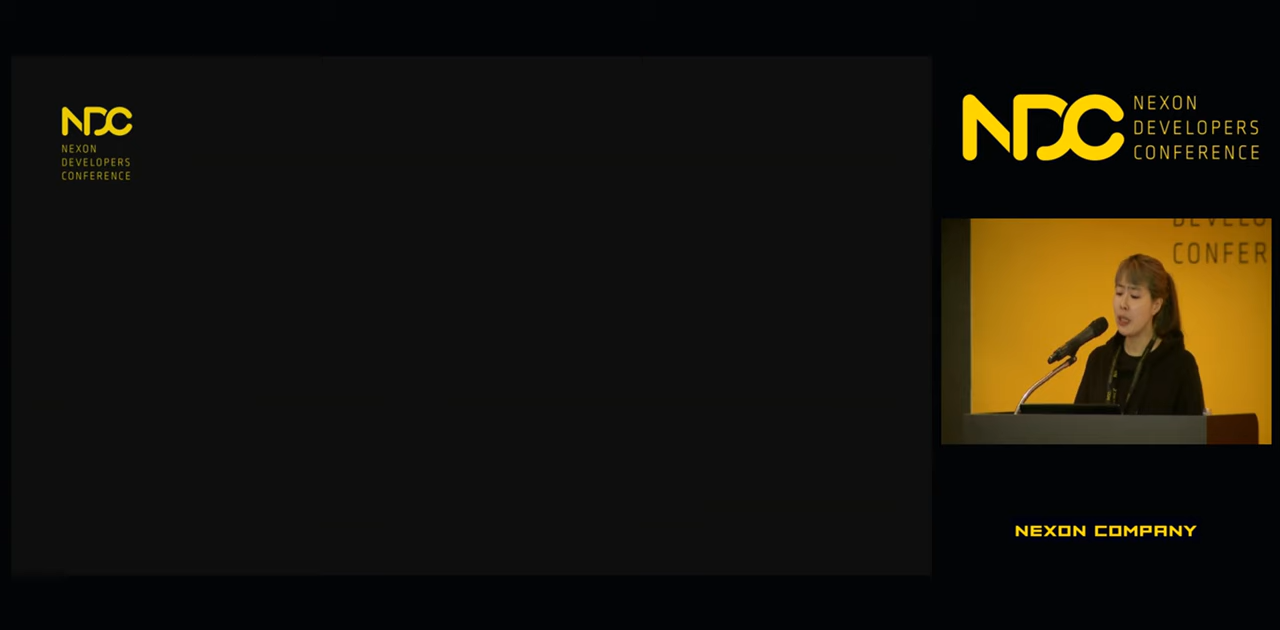 NDC
NEXON
DEVELOPERS
CONFERENCE
NDC
NEXON
DEVELOPERS
CONFERENCE
CONFER
NEXON COMPANY